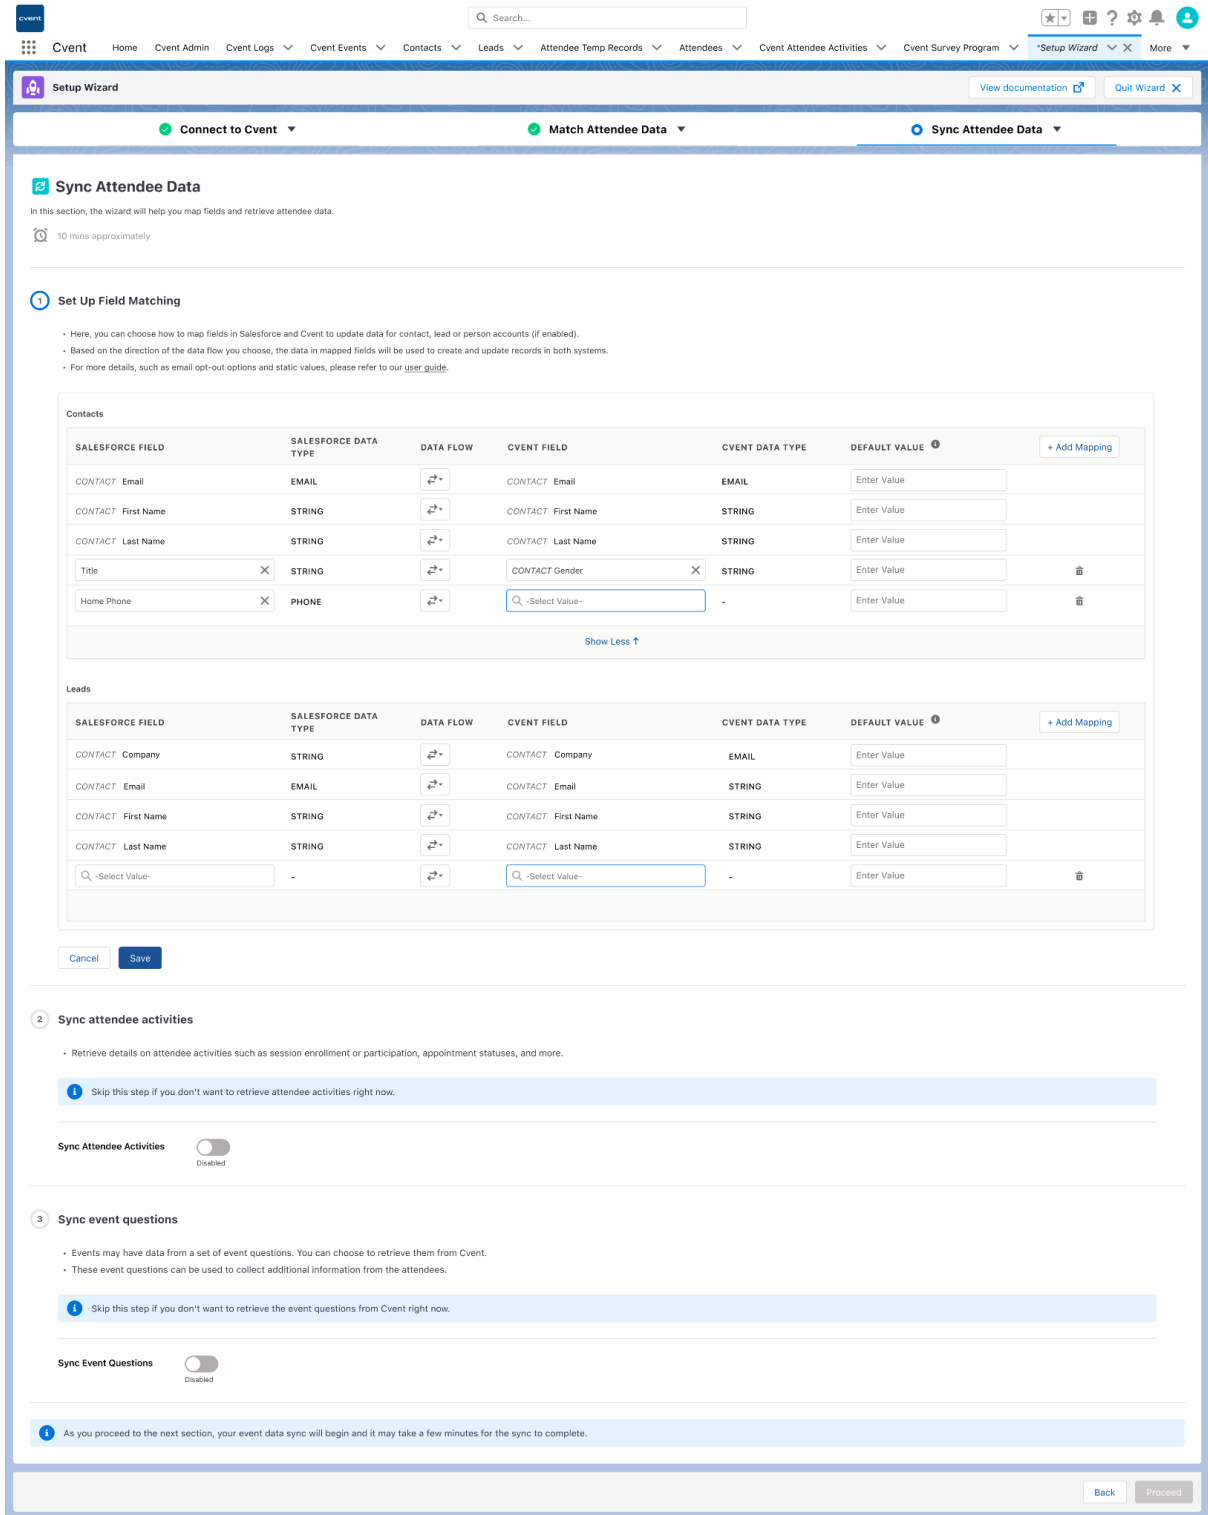 cvent
Search...
Cvent Home Cvent Admin Cvent Logs Cvent Events Contacts Leads Attendee Temp Records Attendees Cvent Attendee Activities Cvent Survey Program *Setup Wizard More
Setup Wizard View documentation Quit Wizard
Connect to Cvent Match Attendee Data Sync Attendee Data
Sync Attendee Data
In this section, the wizard will help you map fields and retrieve attendee data.
10 mins approximately
1 Set Up Field Matching
• Here, you can choose how to map fields in Salesforce and Cvent to update data for contact, lead or person accounts (if enabled).
• Based on the direction of the data flow you choose, the data in mapped fields will be used to create and update records in both systems.
• For more details, such as email opt-out options and static values, please refer to our user guide.
Contacts
SALESFORCE FIELD SALESFORCE DATA TYPE DATA FLOW CVENT FIELD CVENT DATA TYPE DEFAULT VALUE + Add Mapping
CONTACT Email EMAIL CONTACT Email EMAIL Enter Value
CONTACT First Name STRING CONTACT First Name STRING Enter Value
CONTACT Last Name STRING CONTACT Last Name STRING Enter Value
Title STRING CONTACT Gender STRING Enter Value
Home Phone PHONE -Select Value- - Enter Value
Show Less
Leads
SALESFORCE FIELD SALESFORCE DATA TYPE DATA FLOW CVENT FIELD CVENT DATA TYPE DEFAULT VALUE + Add Mapping
CONTACT Company STRING CONTACT Company EMAIL Enter Value
CONTACT Email EMAIL CONTACT Email STRING Enter Value
CONTACT First Name STRING CONTACT First Name STRING Enter Value
CONTACT Last Name STRING CONTACT Last Name STRING Enter Value
-Select Value- - -Select Value- - Enter Value
Cancel Save
2 Sync attendee activities
• Retrieve details on attendee activities such as session enrollment or participation, appointment statuses, and more.
Skip this step if you don't want to retrieve attendee activities right now.
Sync Attendee Activities
Disabled
3 Sync event questions
• Events may have data from a set of event questions. You can choose to retrieve them from Cvent.
• These event questions can be used to collect additional information from the attendees.
Skip this step if you don't want to retrieve the event questions from Cvent right now.
Sync Event Questions
Disabled
As you proceed to the next section, your event data sync will begin and it may take a few minutes for the sync to complete.
Back Proceed